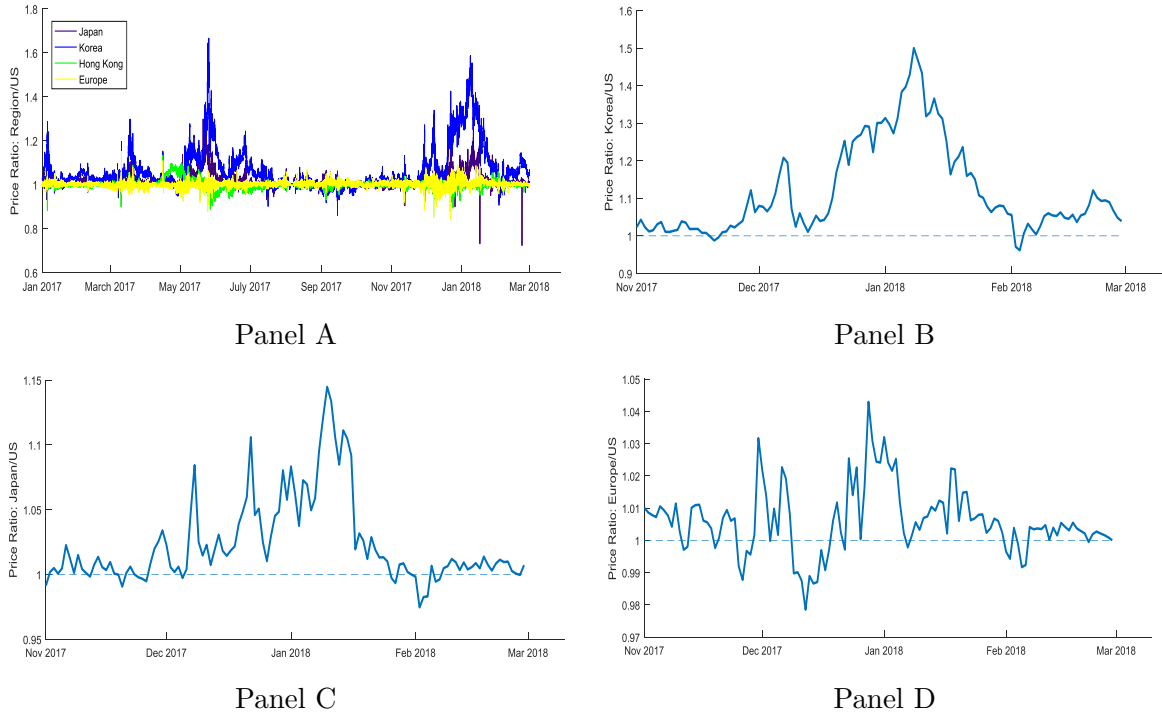 Price Ratio: Region/US
1.8
1.6
1.4
1.2
1
0.8
0.6
Japan
Korea
Hong Kong
Europe
Jan 2017 March 2017 May 2017 July 2017 Sep 2017 Nov 2017 Jan 2018 Mar 2018
Panel A
Price Ratio: Korea/US
1.6
1.5
1.4
1.3
1.2
1.1
1
0.9
Nov 2017 Dec 2017 Jan 2018 Feb 2018 Mar 2018
Panel B
Price Ratio: Japan/US
1.15
1.1
1.05
1
0.95
Nov 2017 Dec 2017 Jan 2018 Feb 2018 Mar 2018
Panel C
Price Ratio: Europe/US
1.05
1.04
1.03
1.02
1.01
1
0.99
0.98
0.97
Nov 2017 Dec 2017 Jan 2018 Feb 2018 Mar 2018
Panel D